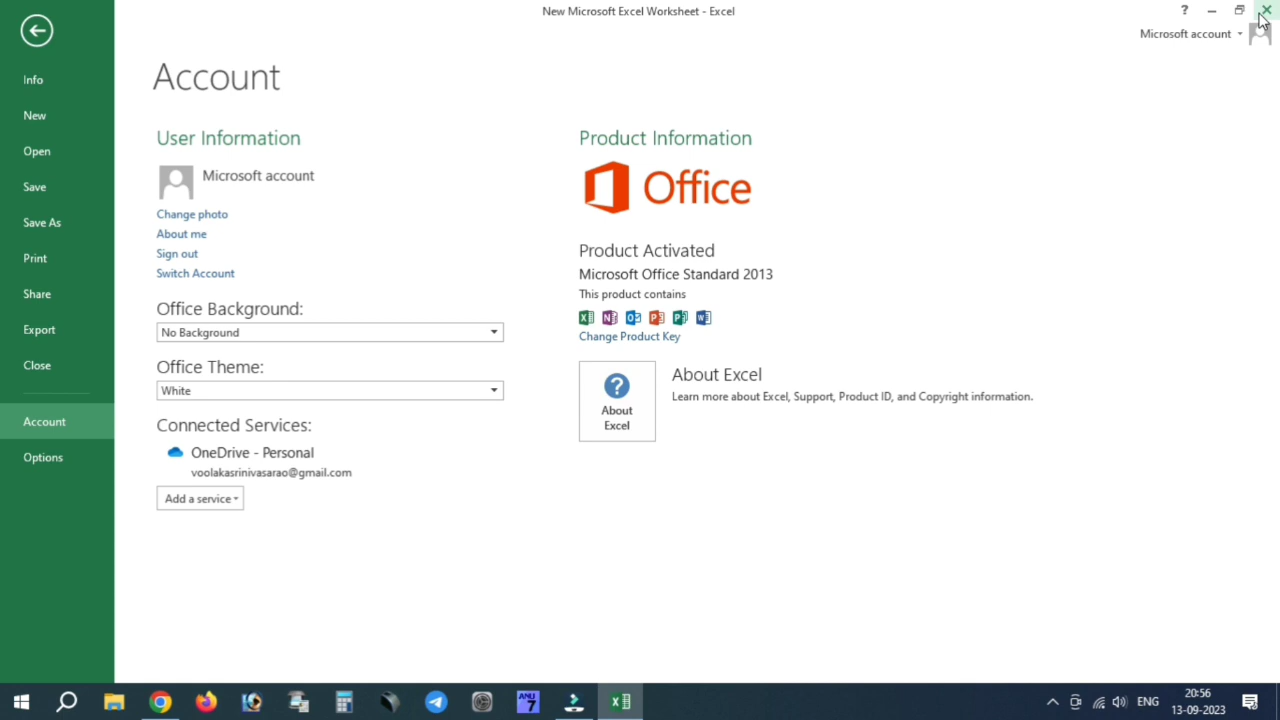 New Microsoft Excel Worksheet - Excel
?
Microsoft account
Info
New
Open
Save
Save As
Print
Share
Export
Close
Account
Options
Account
User Information
Microsoft account
Change photo
About me
Sign out
Switch Account
Office Background:
No Background
Office Theme:
White
Connected Services:
OneDrive - Personal
voolakasrinivasarao@gmail.com
Add a service
Product Information
Office
Product Activated
Microsoft Office Standard 2013
This product contains
Change Product Key
?
About
Excel
About Excel
Learn more about Excel, Support, Product ID, and Copyright information.
ANU
7
ENG
20:56
13-09-2023